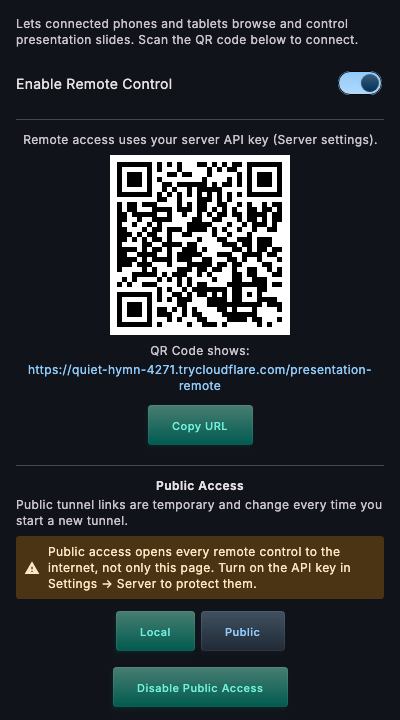 Lets connected phones and tablets browse and control
presentation slides. Scan the QR code below to connect.
Enable Remote Control
Remote access uses your server API key (Server settings).
QR Code shows:
https://quiet-hymn-4271.trycloudflare.com/presentation-
remote
Copy URL
Public Access
Public tunnel links are temporary and change every time you
start a new tunnel.
Public access opens every remote control to the
internet, not only this page. Turn on the API key in
Settings → Server to protect them.
Local
Public
Disable Public Access